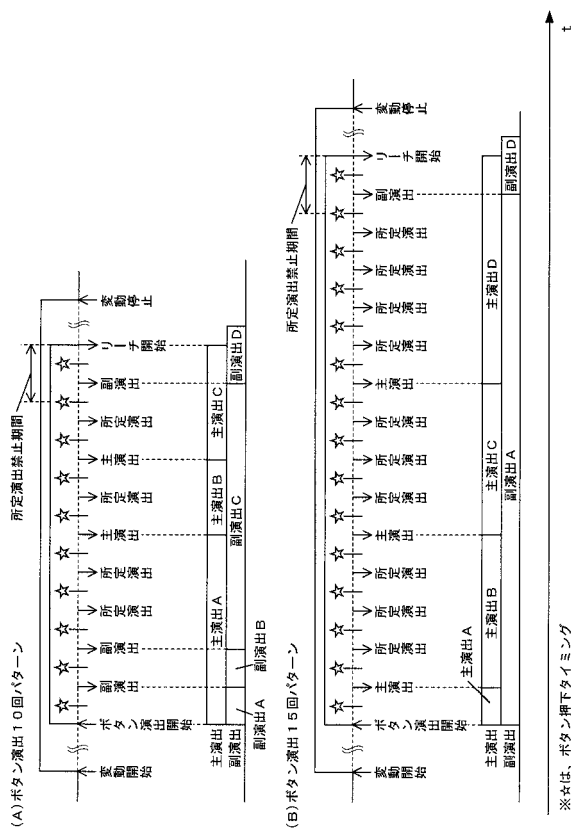 (A)ボタン演出10回パターン
所定演出禁止期間
変動開始
ボタン演出開始
副演出
副演出
所定演出
所定演出
主演出
所定演出
主演出
所定演出
副演出
リーチ開始
変動停止
主演出
主演出A
主演出B
主演出C
副演出
副演出A
副演出B
副演出C
副演出D
(B)ボタン演出15回パターン
所定演出禁止期間
変動開始
ボタン演出開始
主演出
所定演出
所定演出
所定演出
主演出
所定演出
所定演出
所定演出
主演出
所定演出
所定演出
所定演出
所定演出
副演出
リーチ開始
変動停止
主演出
主演出A
主演出B
主演出C
主演出D
副演出
副演出A
副演出D
t
※☆は、ボタン押下タイミング